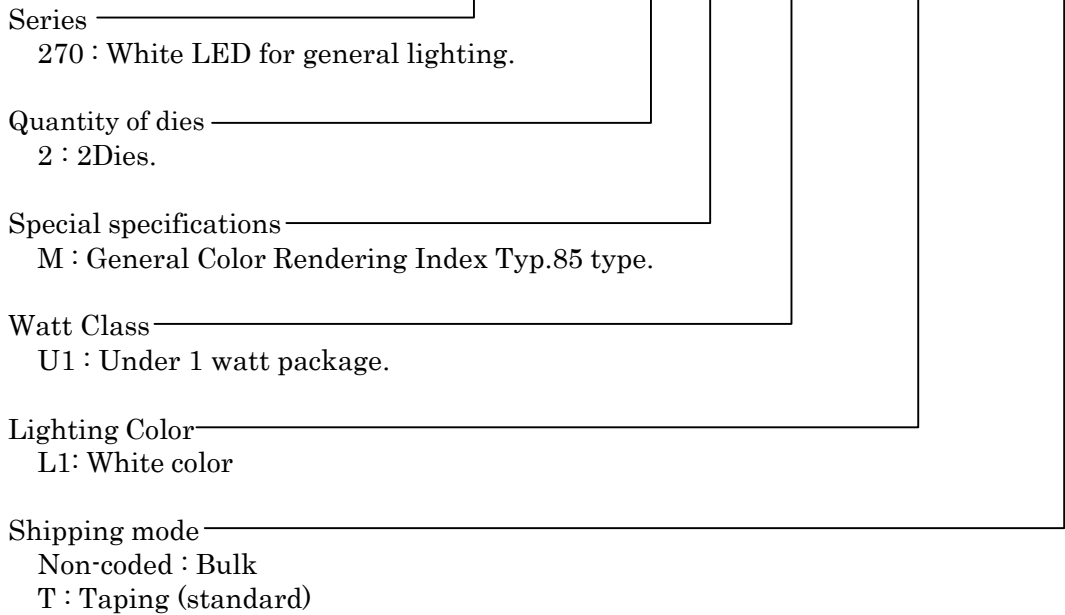 Series
270 : White LED for general lighting.
Quantity of dies
2 : 2Dies.
Special specifications
M : General Color Rendering Index Typ.85 type.
Watt Class
U1 : Under 1 watt package.
Lighting Color
L1: White color
Shipping mode
Non-coded : Bulk
T : Taping (standard)